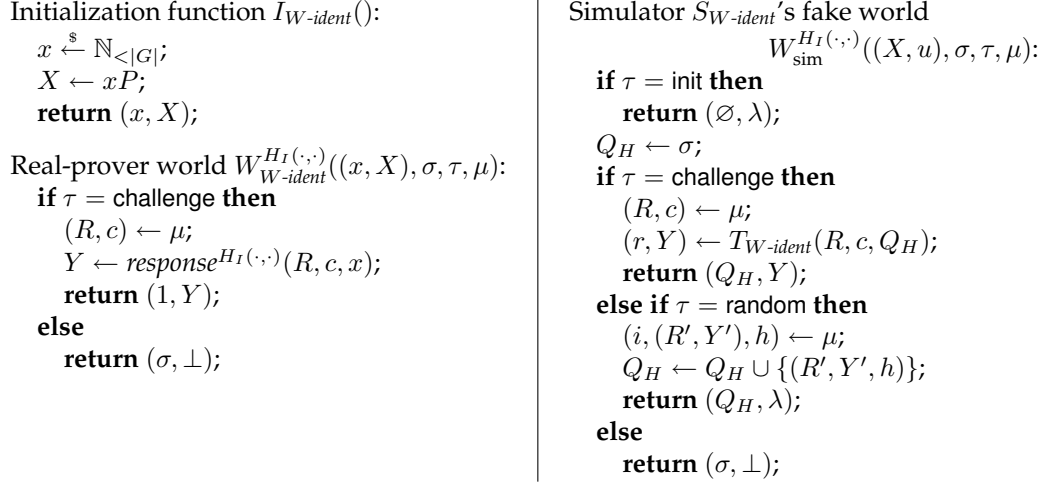 Initialization function I_{W-ident}():
x ←$ ℕ_{<|G|};
X ← xP;
return (x, X);
Real-prover world W_{W-ident}^{H_I(·,·)}((x, X), σ, τ, μ):
if τ = challenge then
(R, c) ← μ;
Y ← response^{H_I(·,·)}(R, c, x);
return (1, Y);
else
return (σ, ⊥);
Simulator S_{W-ident}'s fake world
W_{sim}^{H_I(·,·)}((X, u), σ, τ, μ):
if τ = init then
return (∅, λ);
Q_H ← σ;
if τ = challenge then
(R, c) ← μ;
(r, Y) ← T_{W-ident}(R, c, Q_H);
return (Q_H, Y);
else if τ = random then
(i, (R′, Y′), h) ← μ;
Q_H ← Q_H ∪ {(R′, Y′, h)};
return (Q_H, λ);
else
return (σ, ⊥);